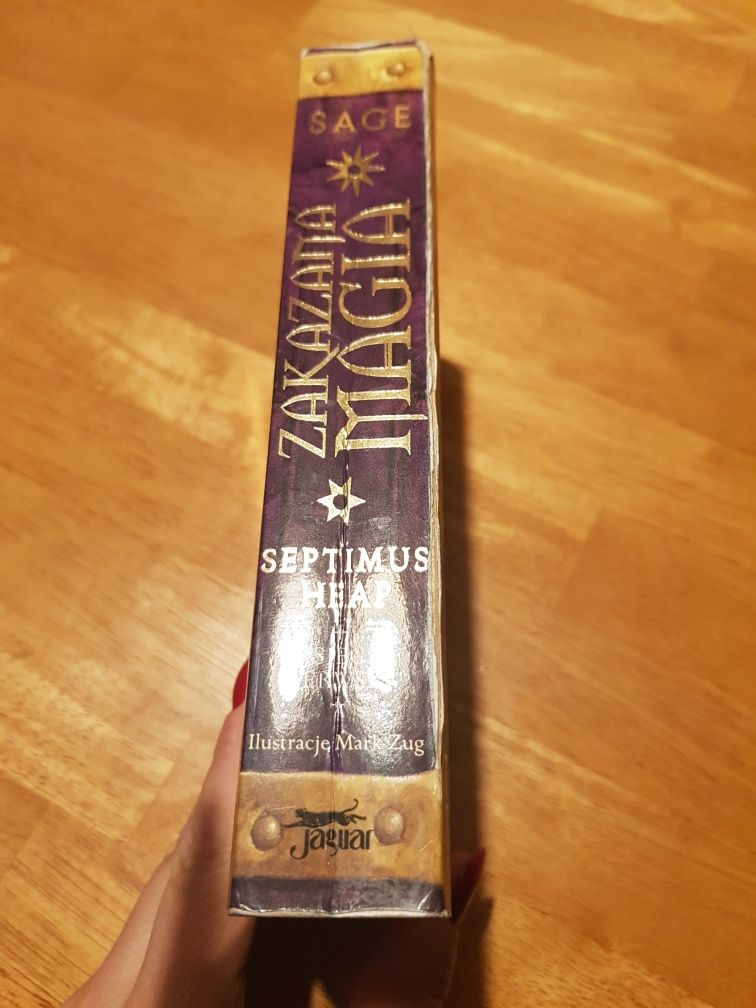 SAGE
ZAKAZANA
MAGIA
SEPTIMUS
HEAP
Ilustracje Mark Zug
Jaguar